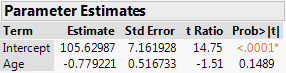 Parameter Estimates
Term Estimate Std Error t Ratio Prob>|t|
Intercept 105.62987 7.161928 14.75 <.0001*
Age -0.779221 0.516733 -1.51 0.1489